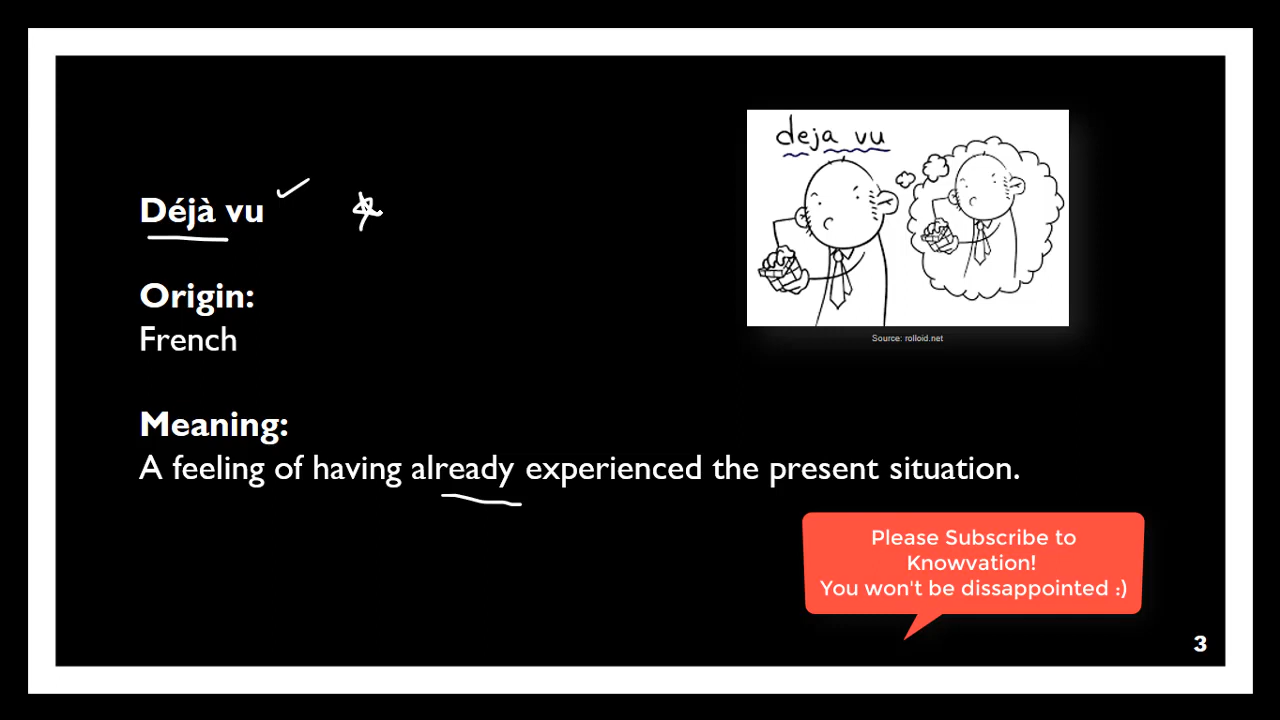 Déjà vu
Origin:
French
Meaning:
A feeling of having already experienced the present situation.
deja vu
Source: rolloid.net
Please Subscribe to
Knowvation!
You won't be dissappointed :)
3